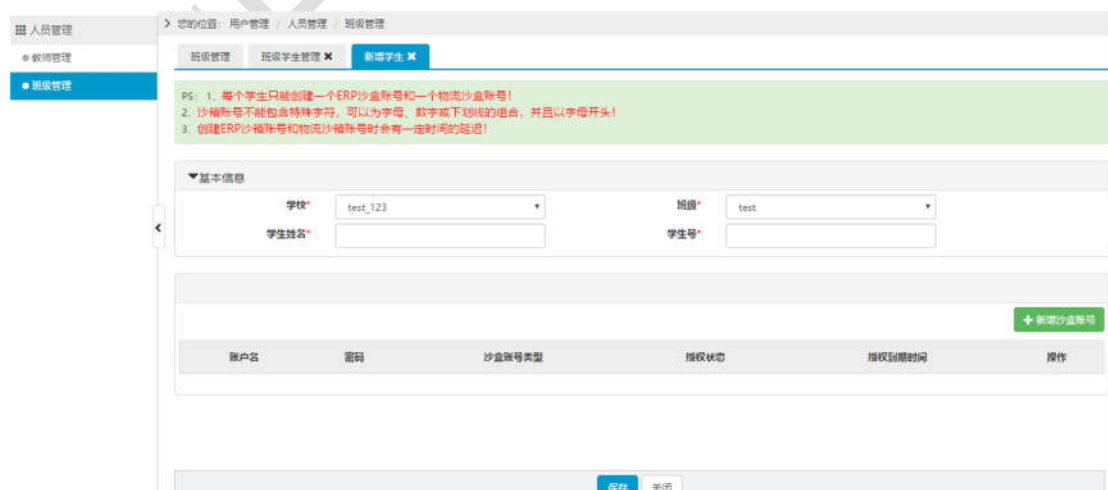 人员管理
您的位置: 用户管理 / 人员管理 / 班级管理
教师管理
班级管理
班级管理 班级学生管理 ✖ 新增学生 ✖
PS: 1、每个学生只能创建一个ERP沙盒账号和一个物流沙盒账号!
2、沙箱账号不能包含特殊字符, 可以为字母、数字或下划线的组合、并且以字母开头!
3、创建ERP沙箱账号和物流沙箱账号时会有一定时间的延迟!
基本信息
学校* test_123 班级* test
学生姓名* 学生号*
+ 新增沙盒账号
账户名 密码 沙盒账号类型 授权状态 授权到期时间 操作
保存 关闭